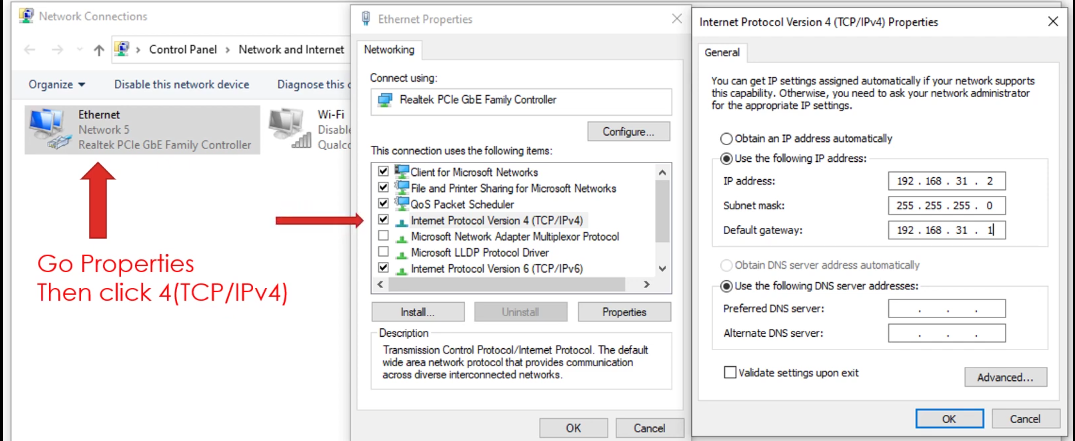 Network Connections
Control Panel > Network and Internet
Organize
Disable this network device
Diagnose this c
Ethernet
Network 5
Realtek PCIe GbE Family Controller
Wi-Fi
Disable
Qualco
Go Properties
Then click 4(TCP/IPv4)
Ethernet Properties
Networking
Connect using:
Realtek PCIe GbE Family Controller
Configure...
This connection uses the following items:
Client for Microsoft Networks
File and Printer Sharing for Microsoft Networks
QoS Packet Scheduler
Internet Protocol Version 4 (TCP/IPv4)
Microsoft Network Adapter Multiplexor Protocol
Microsoft LLDP Protocol Driver
Internet Protocol Version 6 (TCP/IPv6)
Install...
Uninstall
Properties
Description
Transmission Control Protocol/Internet Protocol. The default
wide area network protocol that provides communication
across diverse interconnected networks.
OK
Cancel
Internet Protocol Version 4 (TCP/IPv4) Properties
General
You can get IP settings assigned automatically if your network supports
this capability. Otherwise, you need to ask your network administrator
for the appropriate IP settings.
Obtain an IP address automatically
Use the following IP address:
IP address: 192 . 168 . 31 . 2
Subnet mask: 255 . 255 . 255 . 0
Default gateway: 192 . 168 . 31 . 1
Obtain DNS server address automatically
Use the following DNS server addresses:
Preferred DNS server: . . .
Alternate DNS server: . . .
Validate settings upon exit
Advanced...
OK
Cancel